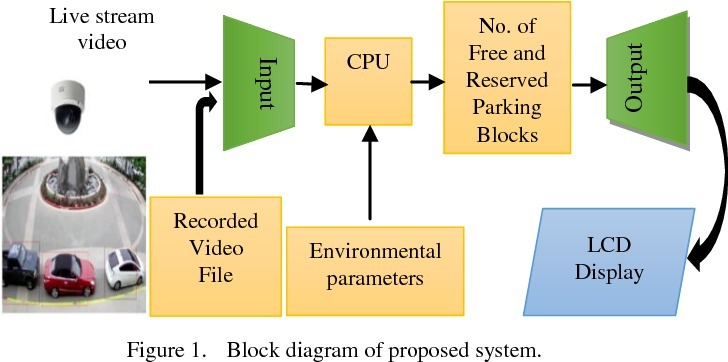 Live stream
video
Input
CPU
No. of
Free and
Reserved
Parking
Blocks
Output
Recorded
Video
File
Environmental
parameters
LCD
Display
Figure 1. Block diagram of proposed system.